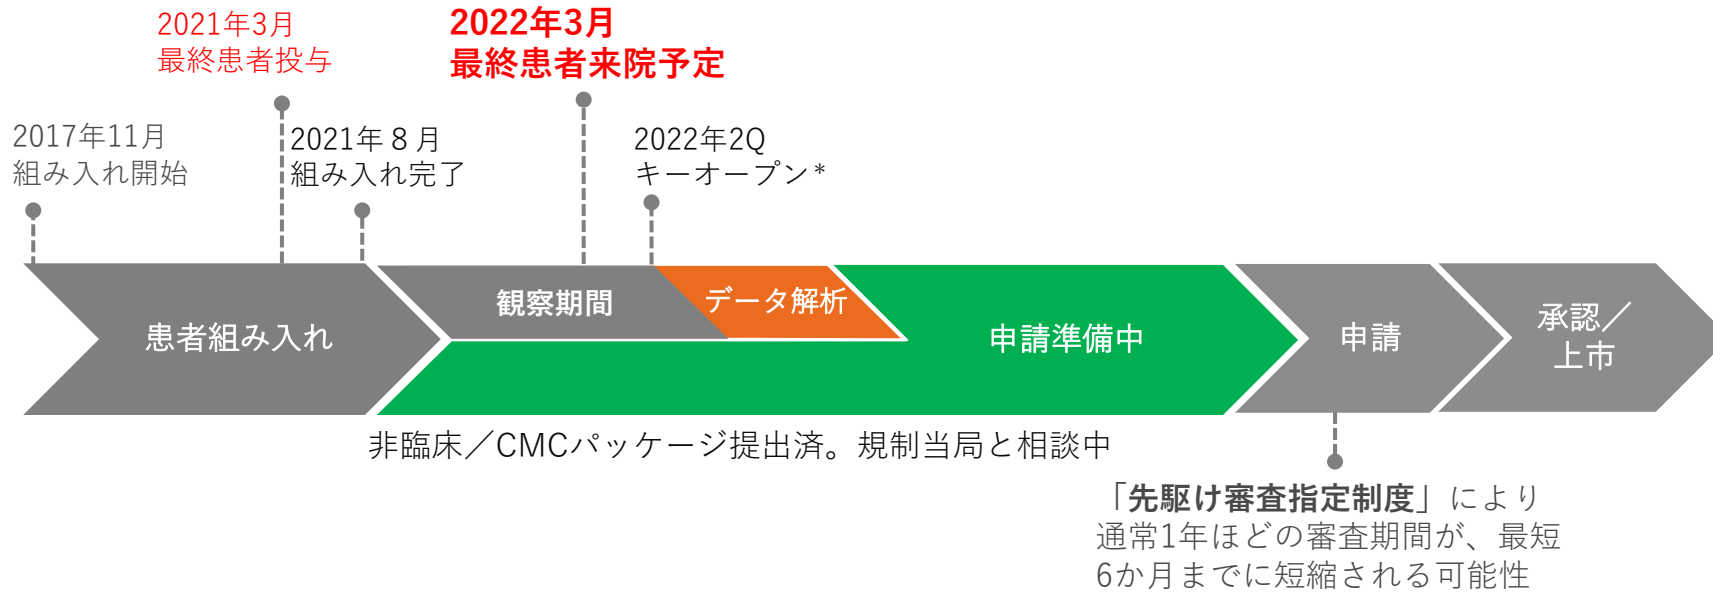 2021年3月
最終患者投与
2022年3月
最終患者来院予定
2017年11月
組み入れ開始
2021年８月
組み入れ完了
2022年2Q
キーオープン*
患者組み入れ
観察期間
データ解析
申請準備中
申請
承認／
上市
非臨床／CMCパッケージ提出済。規制当局と相談中
「先駆け審査指定制度」により
通常1年ほどの審査期間が、最短
6か月までに短縮される可能性